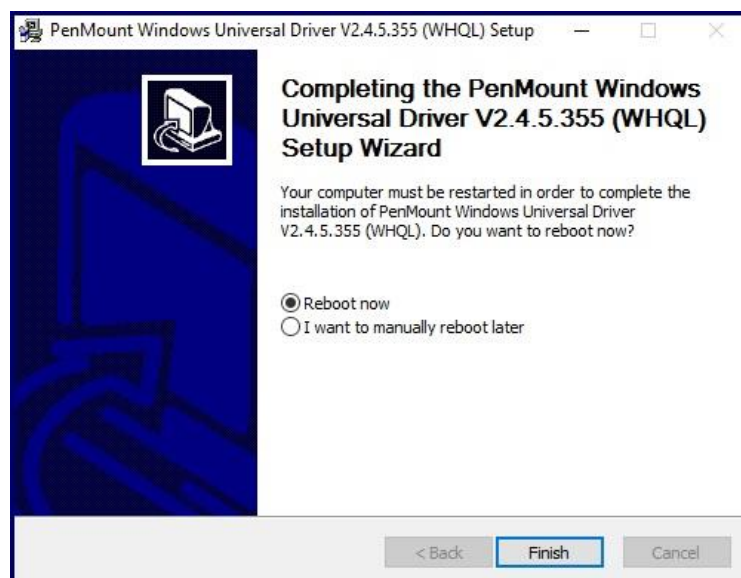 PenMount Windows Universal Driver V2.4.5.355 (WHQL) Setup
Completing the PenMount Windows
Universal Driver V2.4.5.355 (WHQL)
Setup Wizard
Your computer must be restarted in order to complete the
installation of PenMount Windows Universal Driver
V2.4.5.355 (WHQL). Do you want to reboot now?
Reboot now
I want to manually reboot later
< Back
Finish
Cancel